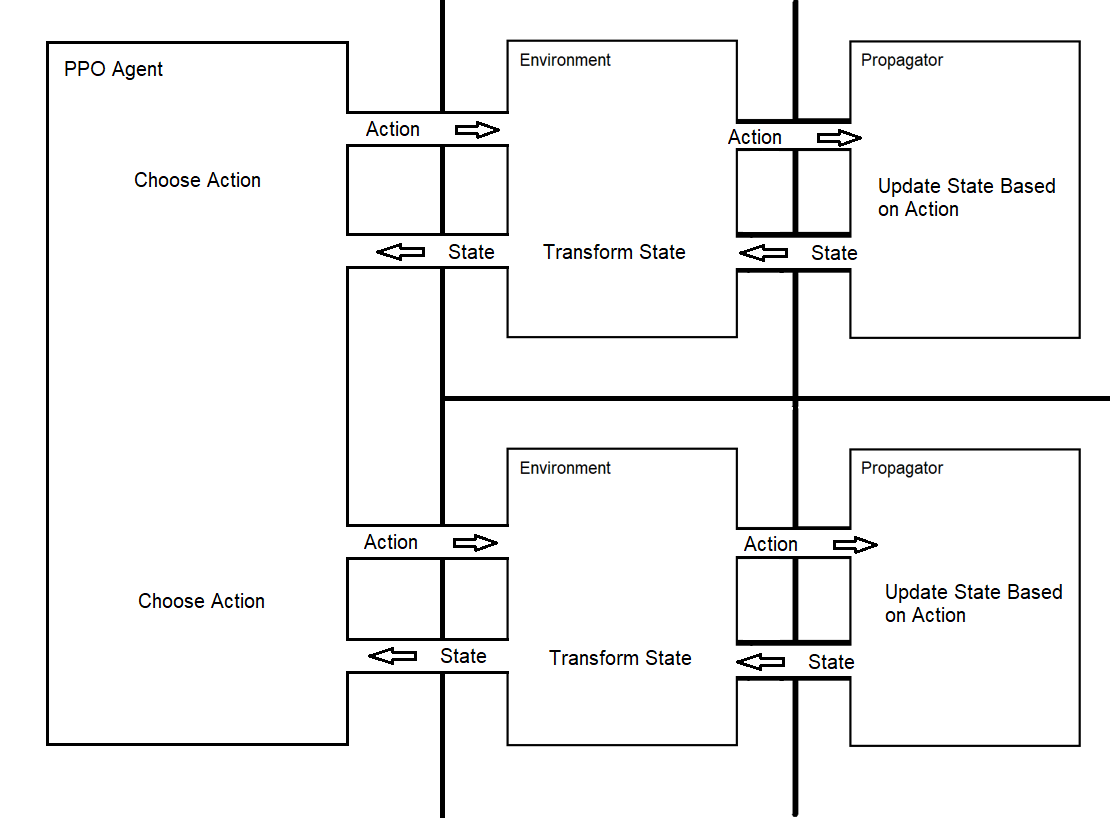 PPO Agent
Environment
Propagator
Action
Action
Choose Action
Update State Based
on Action
State
Transform State
State
Environment
Propagator
Action
Action
Choose Action
Update State Based
on Action
State
Transform State
State